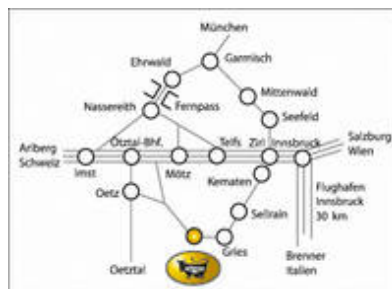 München
Ehrwald
Garmisch
Mittenwald
Nassereith
Fernpass
Seefeld
Ötztal-Bhf.
Telfs
Zirl
Innsbruck
Salzburg
Wien
Arlberg
Schweiz
Imst
Mötz
Kematen
Oetz
Flughafen
Innsbruck
30 km
Sellrain
Gries
Brenner
Italien
Oetztal